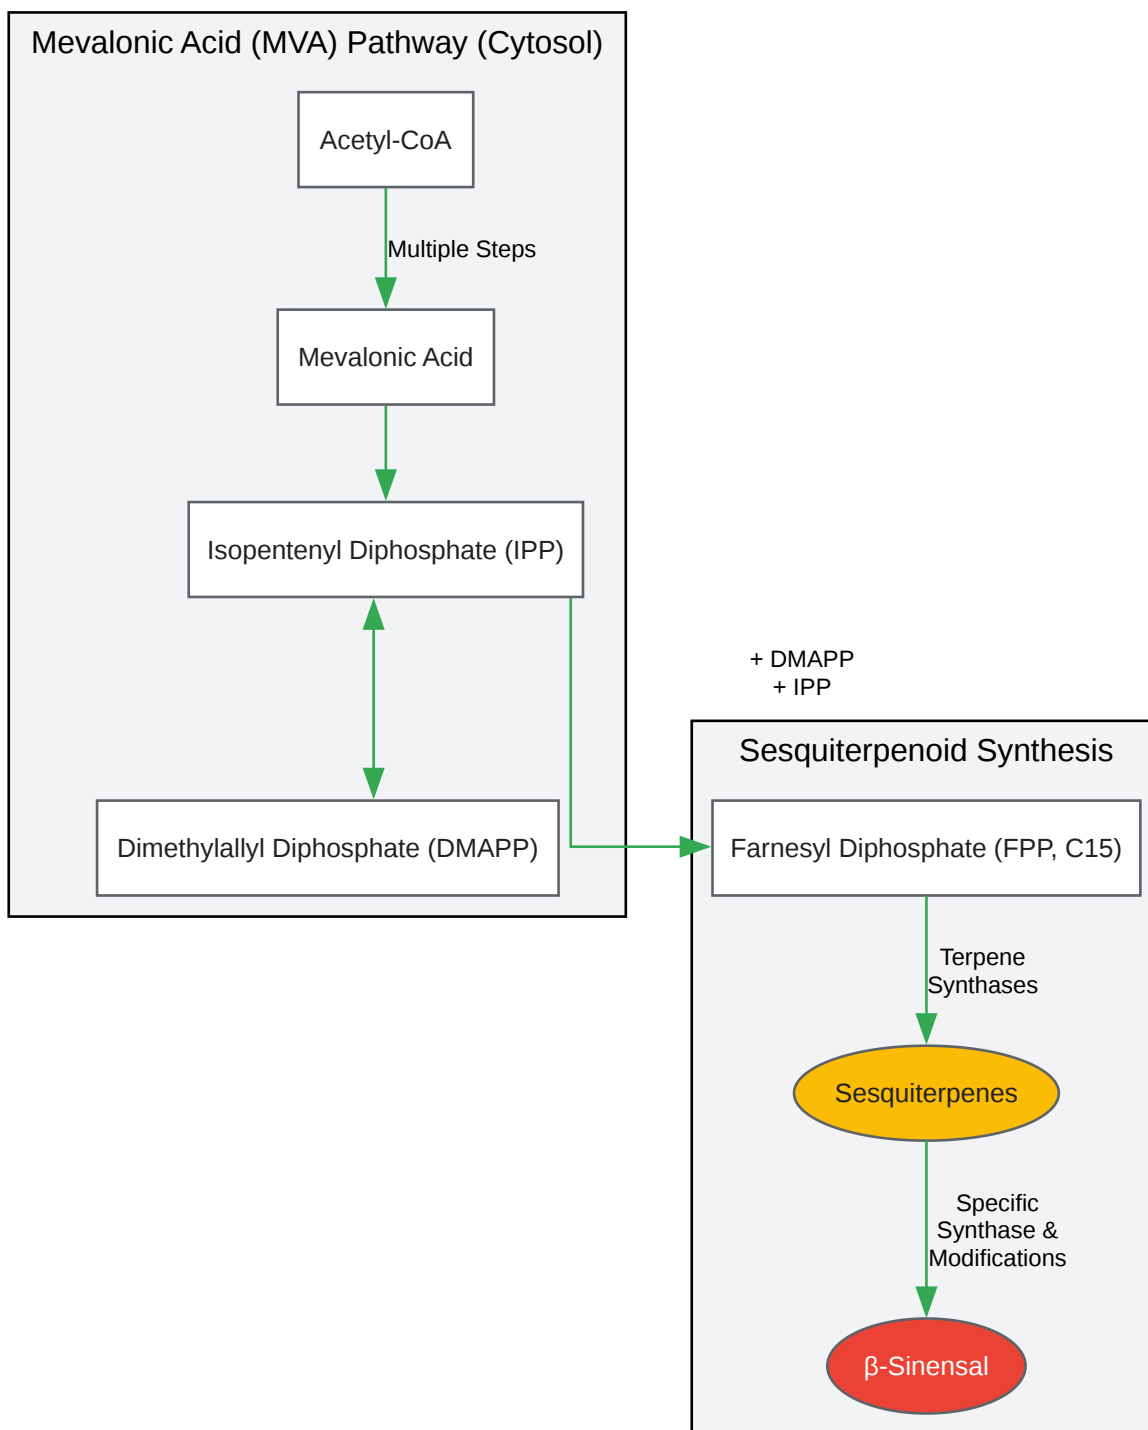 Mevalonic Acid (MVA) Pathway (Cytosol)
Acetyl-CoA
Multiple Steps
Mevalonic Acid
Isopentenyl Diphosphate (IPP)
Dimethylallyl Diphosphate (DMAPP)
+ DMAPP
+ IPP
Sesquiterpenoid Synthesis
Farnesyl Diphosphate (FPP, C15)
Terpene
Synthases
Sesquiterpenes
Specific
Synthase &
Modifications
β-Sinensal